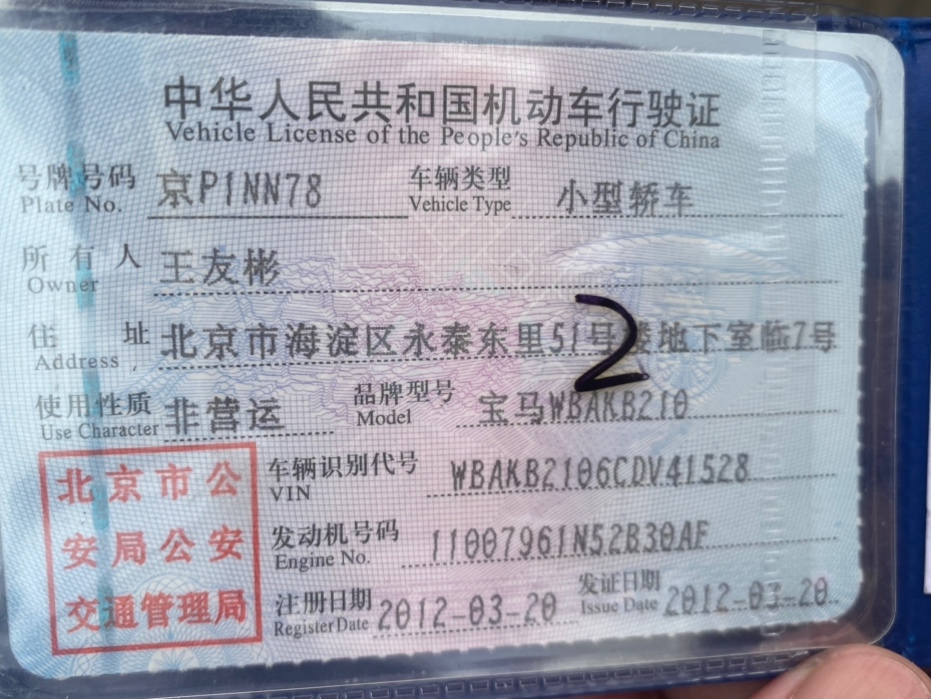 中华人民共和国机动车行驶证
Vehicle License of the People's Republic of China
号牌号码 京P1NN78 车辆类型 小型轿车
Plate No. Vehicle Type
所有人 王友彬
Owner
住址 北京市海淀区永泰东里51号楼地下室临7号
Address
2
使用性质 非营运 品牌型号 宝马WBAKB210
Use Character Model
北京市公安局公安交通管理局
车辆识别代号 WBAKB2106CDV41528
VIN
发动机号码 11007961N52B30AF
Engine No.
注册日期 2012-03-20 发证日期 2012-03-20
Register Date Issue Date